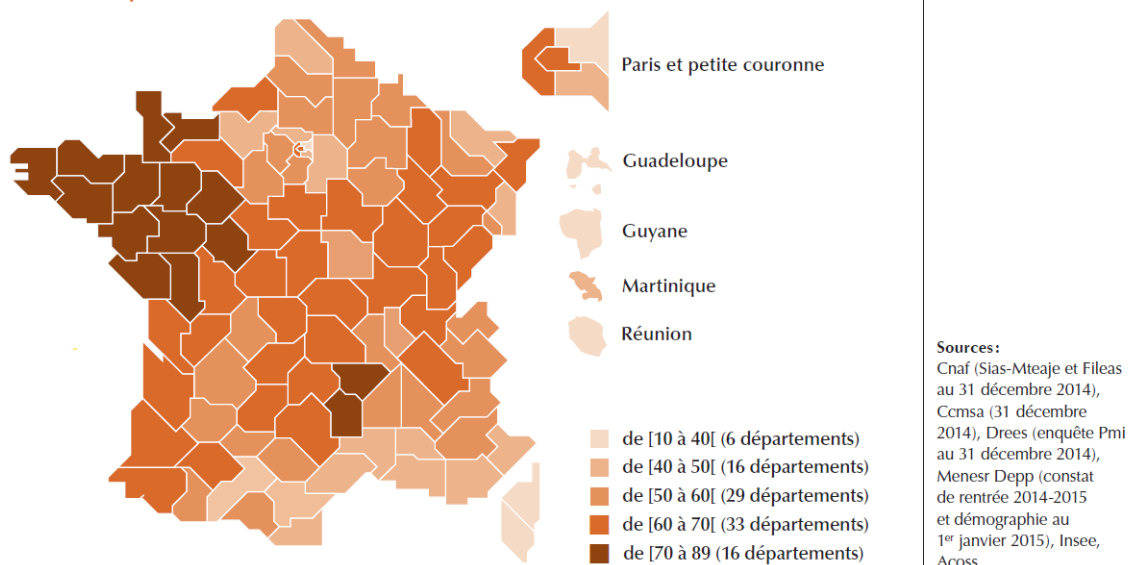 Paris et petite couronne
Guadeloupe
Guyane
Martinique
Réunion
de [10 à 40[ (6 départements)
de [40 à 50[ (16 départements)
de [50 à 60[ (29 départements)
de [60 à 70[ (33 départements)
de [70 à 89 (16 départements)
Sources:
Cnaf (Sias-Mteaje et Fileas
au 31 décembre 2014),
Ccmsa (31 décembre
2014), Drees (enquête Pmi
au 31 décembre 2014),
Menesr Depp (constat
de rentrée 2014-2015
et démographie au
1er janvier 2015), Insee,
Acoss